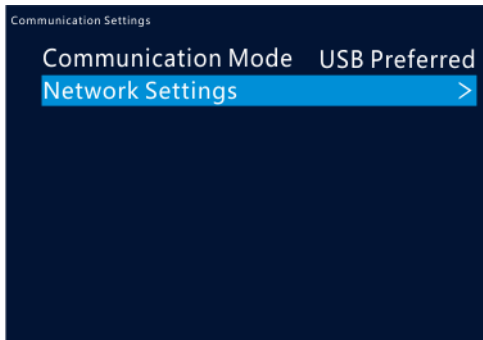 Communication Settings
Communication Mode USB Preferred
Network Settings >